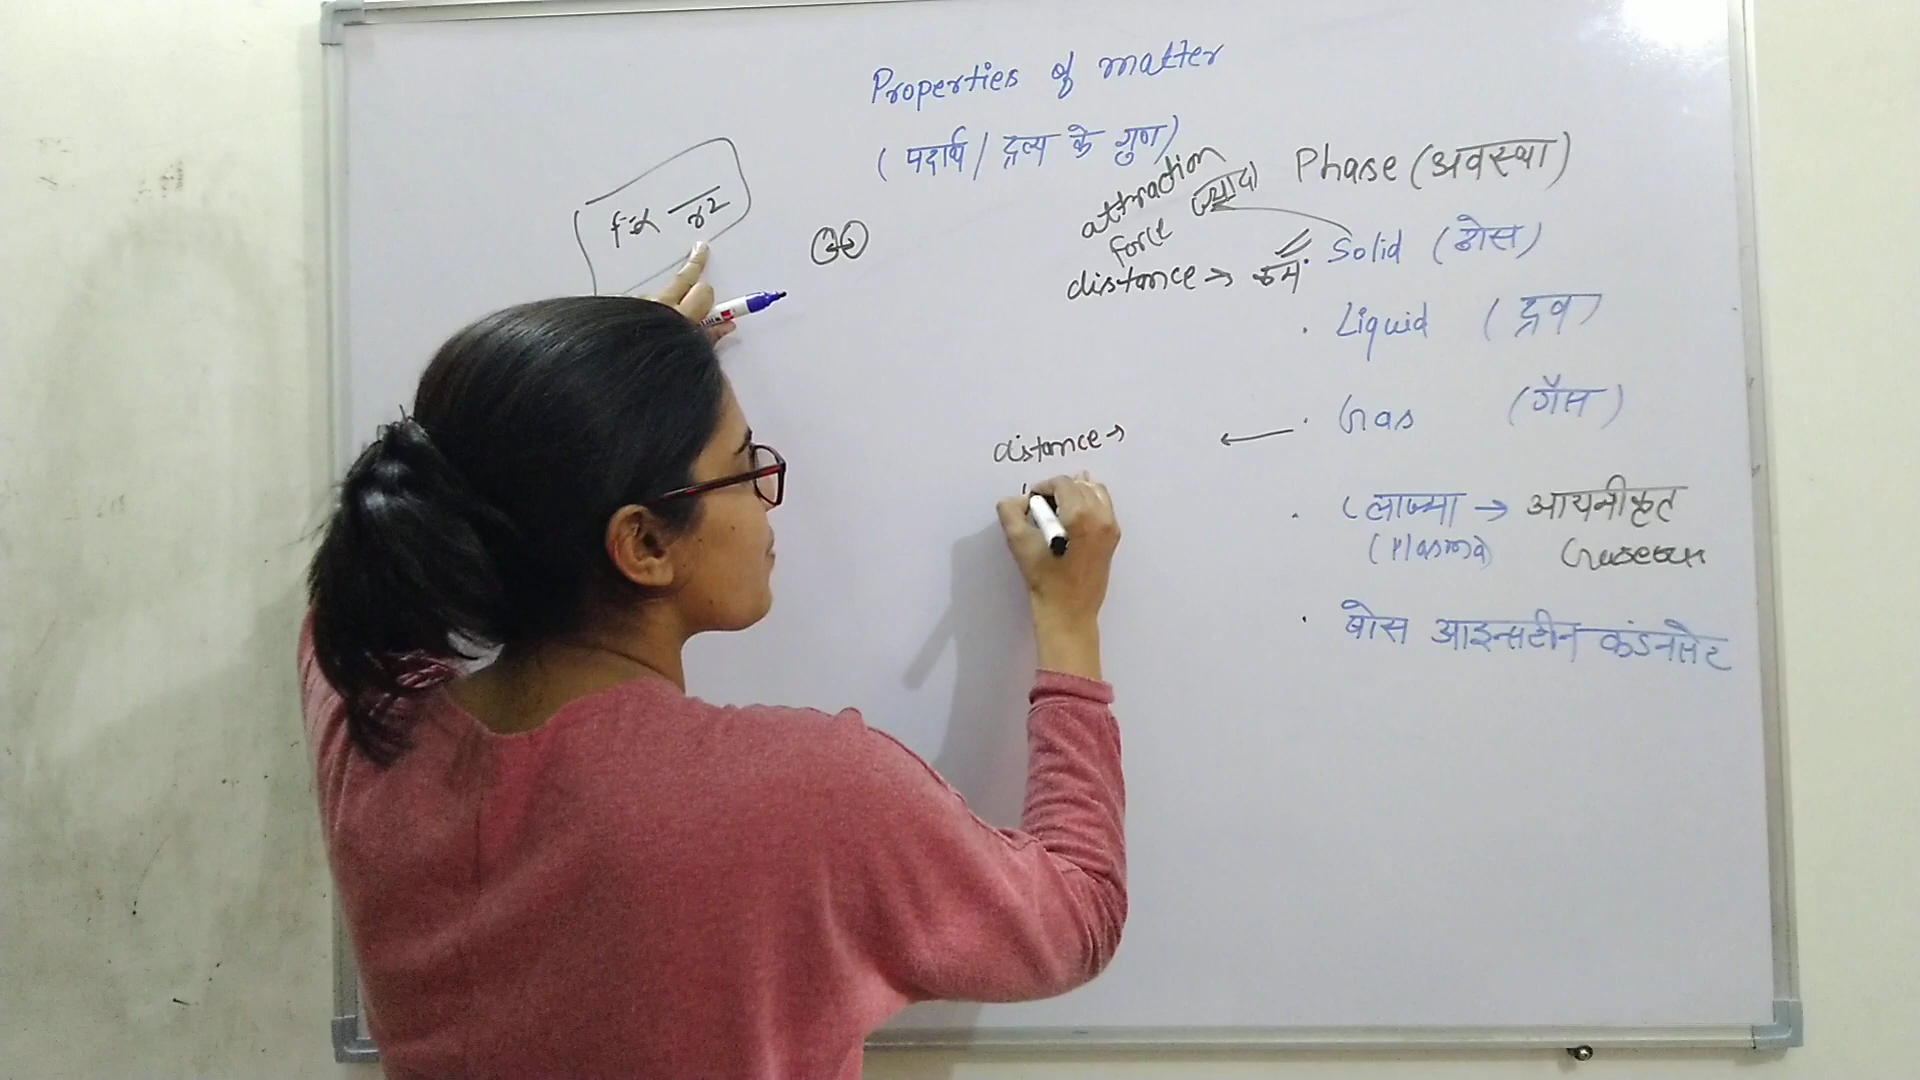 Properties of matter
(पदार्थ / द्रव्य के गुण)
Phase (अवस्था)
attraction
force ज्यादा
distance → कम
f ∝ 1/r²
. Solid (ठोस)
. Liquid (द्रव)
. Gas (गैस)
distance →
. प्लाज्मा → आयनीकृत
(Plasma)
. बोस आइन्सटीन कंडनसेट